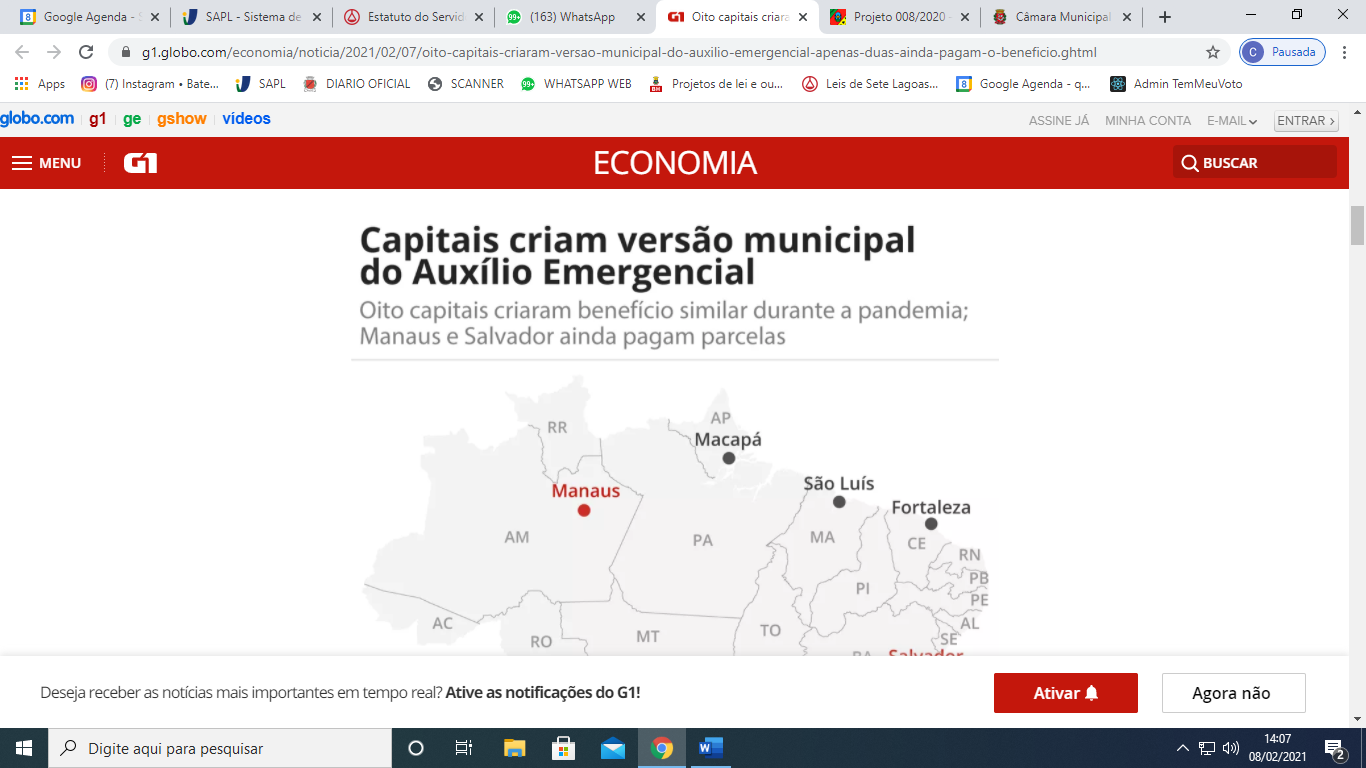 Google Agenda - S
SAPL - Sistema de
Estatuto do Servid
(163) WhatsApp
G1 Oito capitais criara
Projeto 008/2020 -
Câmara Municipal
g1.globo.com/economia/noticia/2021/02/07/oito-capitais-criaram-versao-municipal-do-auxilio-emergencial-apenas-duas-ainda-pagam-o-beneficio.ghtml
C Pausada
Apps
(7) Instagram • Bate...
SAPL
DIARIO OFICIAL
SCANNER
99+ WHATSAPP WEB
Projetos de lei e ou...
Leis de Sete Lagoas...
8 Google Agenda - q...
Admin TemMeuVoto
globo.com g1 ge gshow vídeos
ASSINE JÁ MINHA CONTA E-MAIL ENTRAR >
MENU G1 ECONOMIA BUSCAR
Capitais criam versão municipal
do Auxílio Emergencial
Oito capitais criaram benefício similar durante a pandemia;
Manaus e Salvador ainda pagam parcelas
RR
AP
Macapá
Manaus
São Luís
Fortaleza
AM
PA
MA
CE
RN
PI
PB
PE
AC
RO
MT
TO
AL
SE
BA
Salvador
Deseja receber as notícias mais importantes em tempo real? Ative as notificações do G1!
Ativar
Agora não
Digite aqui para pesquisar
14:07
08/02/2021
2